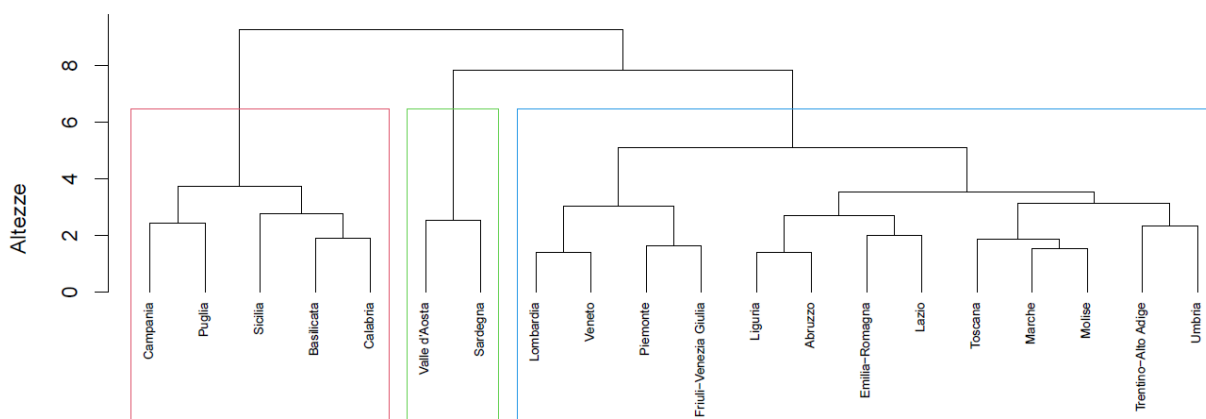 Altezze
0
2
4
6
8
Campania
Puglia
Sicilia
Basilicata
Calabria
Valle d'Aosta
Sardegna
Lombardia
Veneto
Piemonte
Friuli−Venezia Giulia
Liguria
Abruzzo
Emilia−Romagna
Lazio
Toscana
Marche
Molise
Trentino−Alto Adige
Umbria